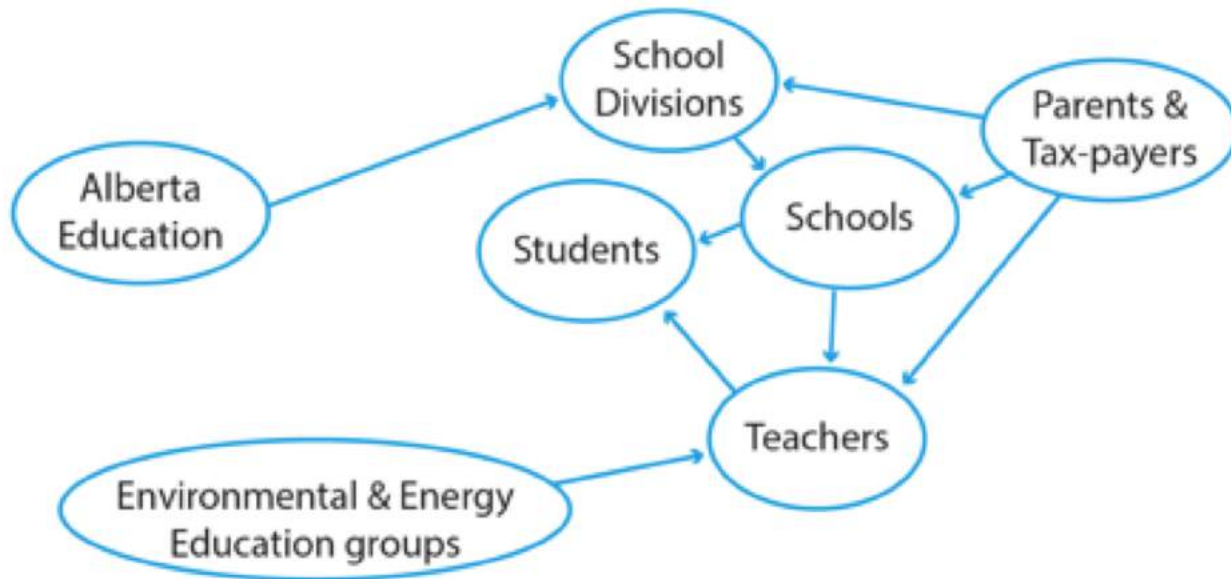 School
Divisions
Parents &
Tax-payers
Alberta
Education
Schools
Students
Teachers
Environmental & Energy
Education groups